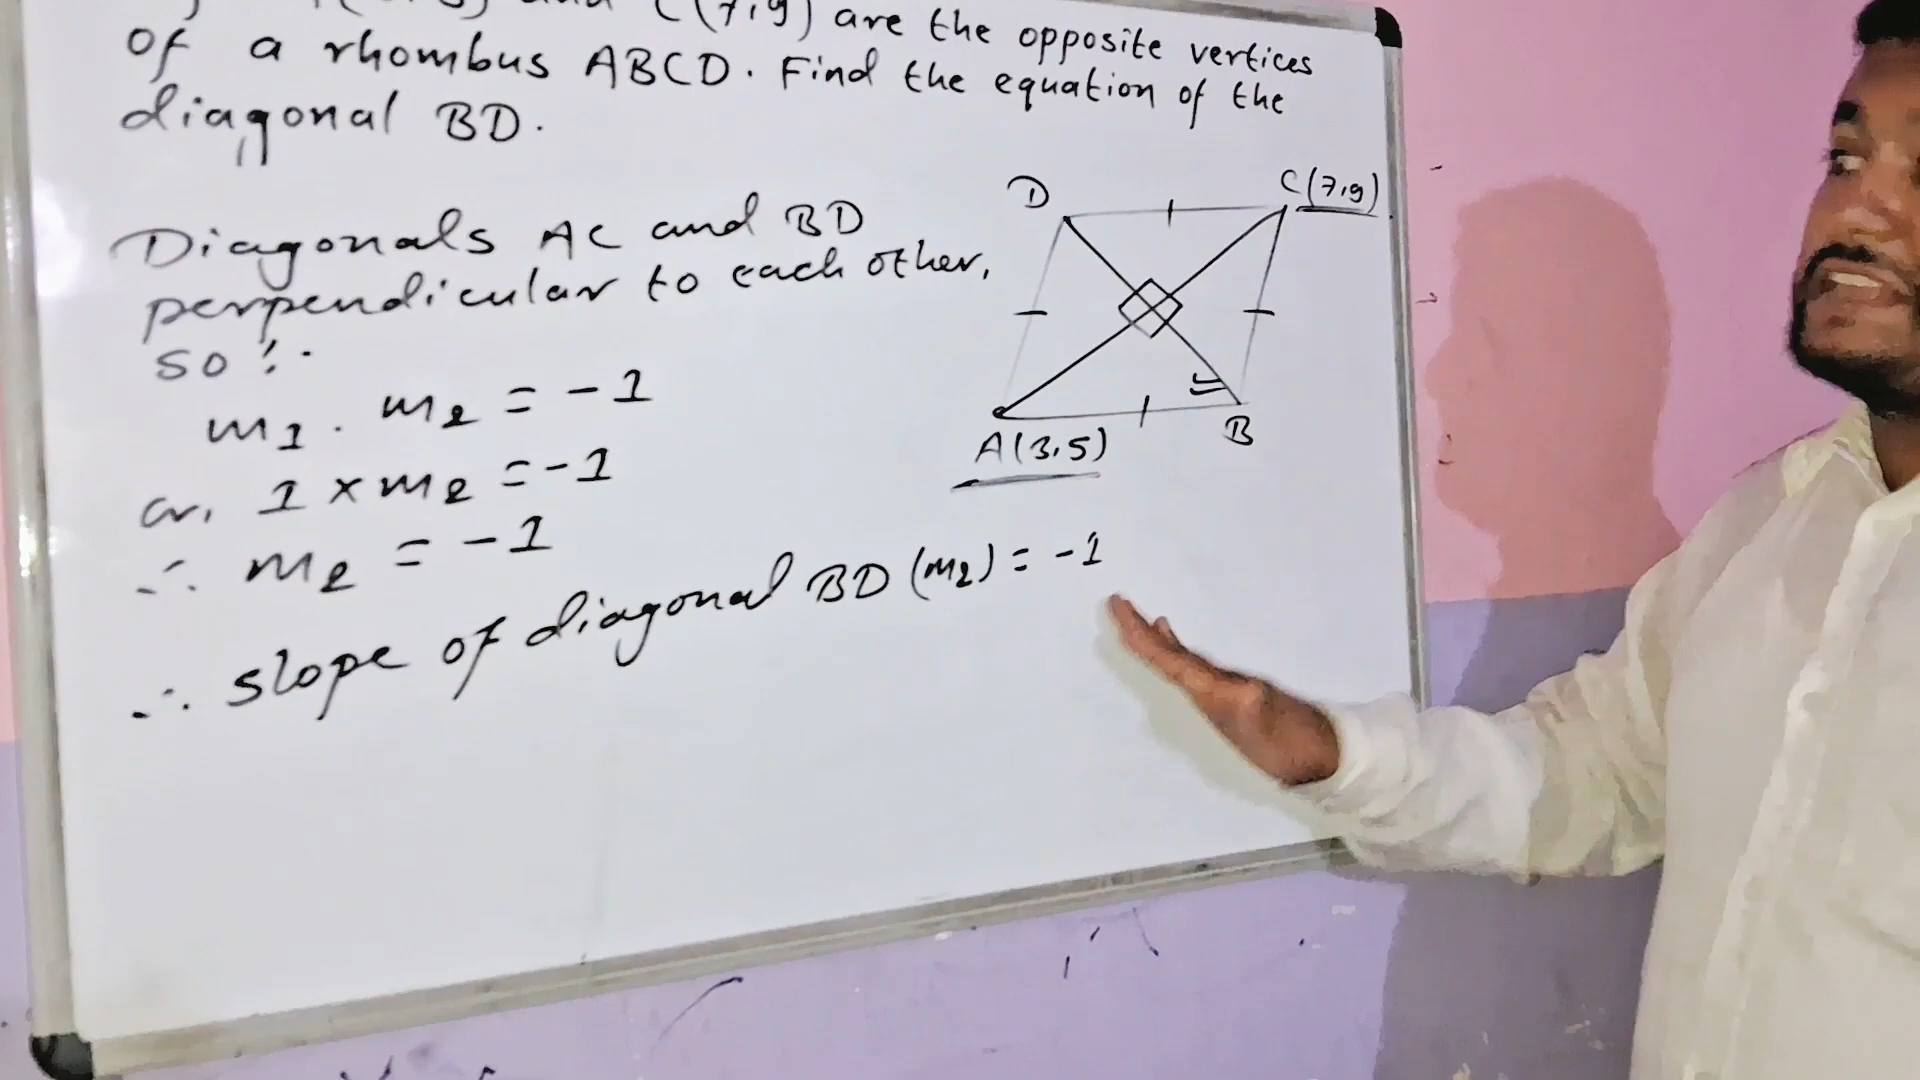 C(7,9) are the opposite vertices
of a rhombus ABCD. Find the equation of the
diagonal BD.
Diagonals AC and BD
perpendicular to each other,
so:-
m1 . m2 = -1
or, 1 x m2 = -1
∴ m2 = -1
∴ slope of diagonal BD (m2) = -1
D
C(7,9)
A(3,5)
B